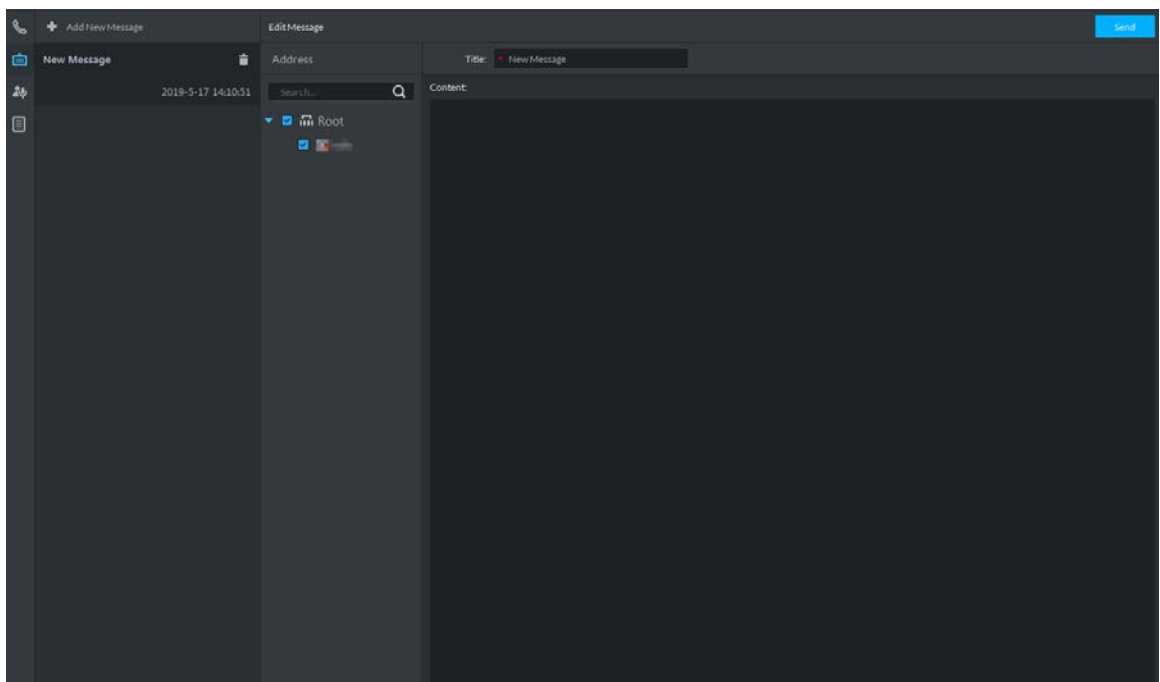 Add New Message
Edit Message
Send
New Message
Address
Title: * New Message
2019-5-17 14:10:51
Search...
Content:
Root